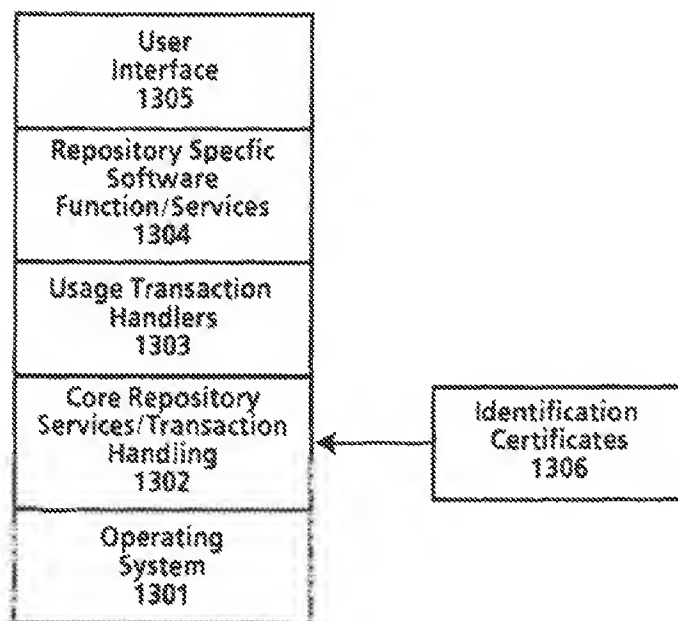 User
Interface
1305
Repository Specfic
Software
Function/Services
1304
Usage Transaction
Handlers
1303
Core Repository
Services/Transaction
Handling
1302
Identification
Certificates
1306
Operating
System
1301